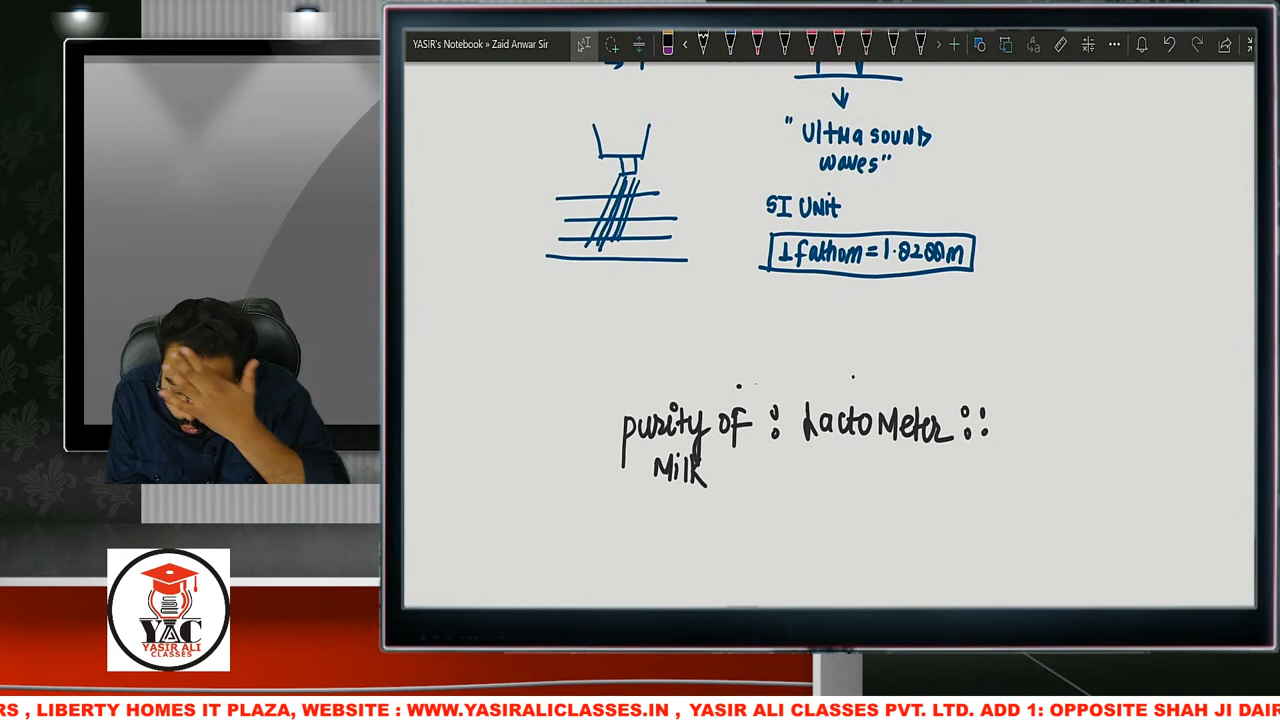 YASIR's Notebook » Zaid Anwar Sir
" Ultra sound
waves"
SI Unit
1 fathom = 1.8288m
purity of : Lactometer ::
Milk
YAC
YASIR ALI
CLASSES
RS , LIBERTY HOMES IT PLAZA, WEBSITE : WWW.YASIRALICLASSES.IN , YASIR ALI CLASSES PVT. LTD. ADD 1: OPPOSITE SHAH JI DAIR